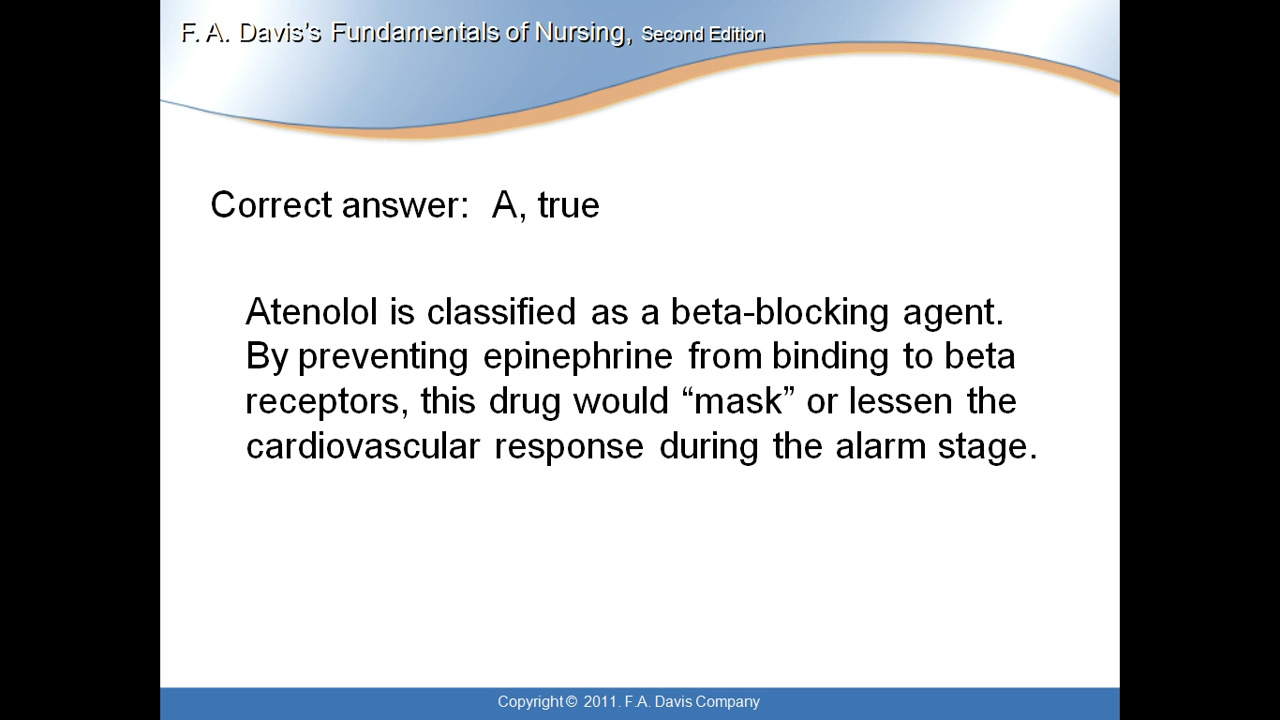 F. A. Davis's Fundamentals of Nursing, Second Edition
Correct answer: A, true
Atenolol is classified as a beta-blocking agent.
By preventing epinephrine from binding to beta
receptors, this drug would “mask” or lessen the
cardiovascular response during the alarm stage.
Copyright © 2011. F.A. Davis Company